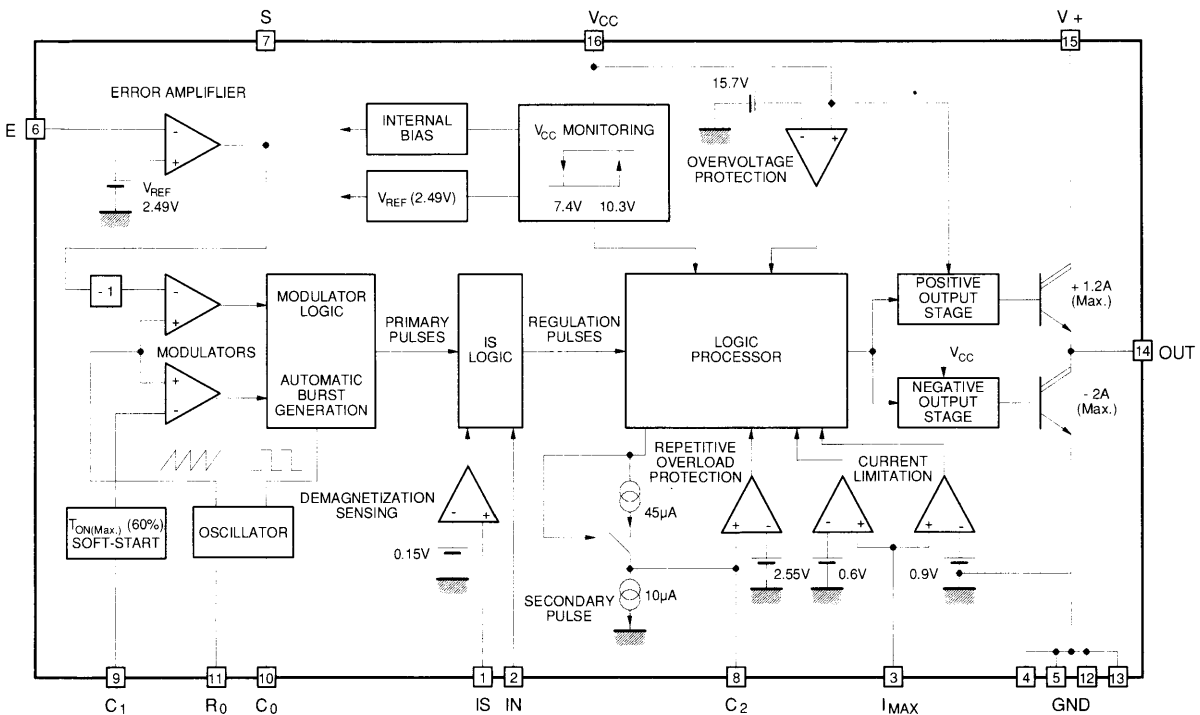 S
VCC
V +
7
16
15
ERROR AMPLIFLIER
15.7V
INTERNAL
BIAS
VCC MONITORING
E
6
-
+
-
+
OVERVOLTAGE
PROTECTION
VREF
2.49V
VREF (2.49V)
7.4V
10.3V
- 1
-
+
MODULATOR
LOGIC
POSITIVE
OUTPUT
STAGE
+ 1.2A
(Max.)
PRIMARY
PULSES
IS
LOGIC
REGULATION
PULSES
LOGIC
PROCESSOR
MODULATORS
VCC
14
OUT
+
-
AUTOMATIC
BURST
GENERATION
NEGATIVE
OUTPUT
STAGE
- 2A
(Max.)
REPETITIVE
OVERLOAD
PROTECTION
CURRENT
LIMITATION
DEMAGNETIZATION
SENSING
-
+
TON(Max.) (60%)
SOFT-START
OSCILLATOR
45µA
+
-
-
+
+
-
0.15V
2.55V
0.6V
0.9V
SECONDARY
PULSE
10µA
9
11
10
1
2
8
3
4
5
12
13
C1
R0
C0
IS
IN
C2
IMAX
GND